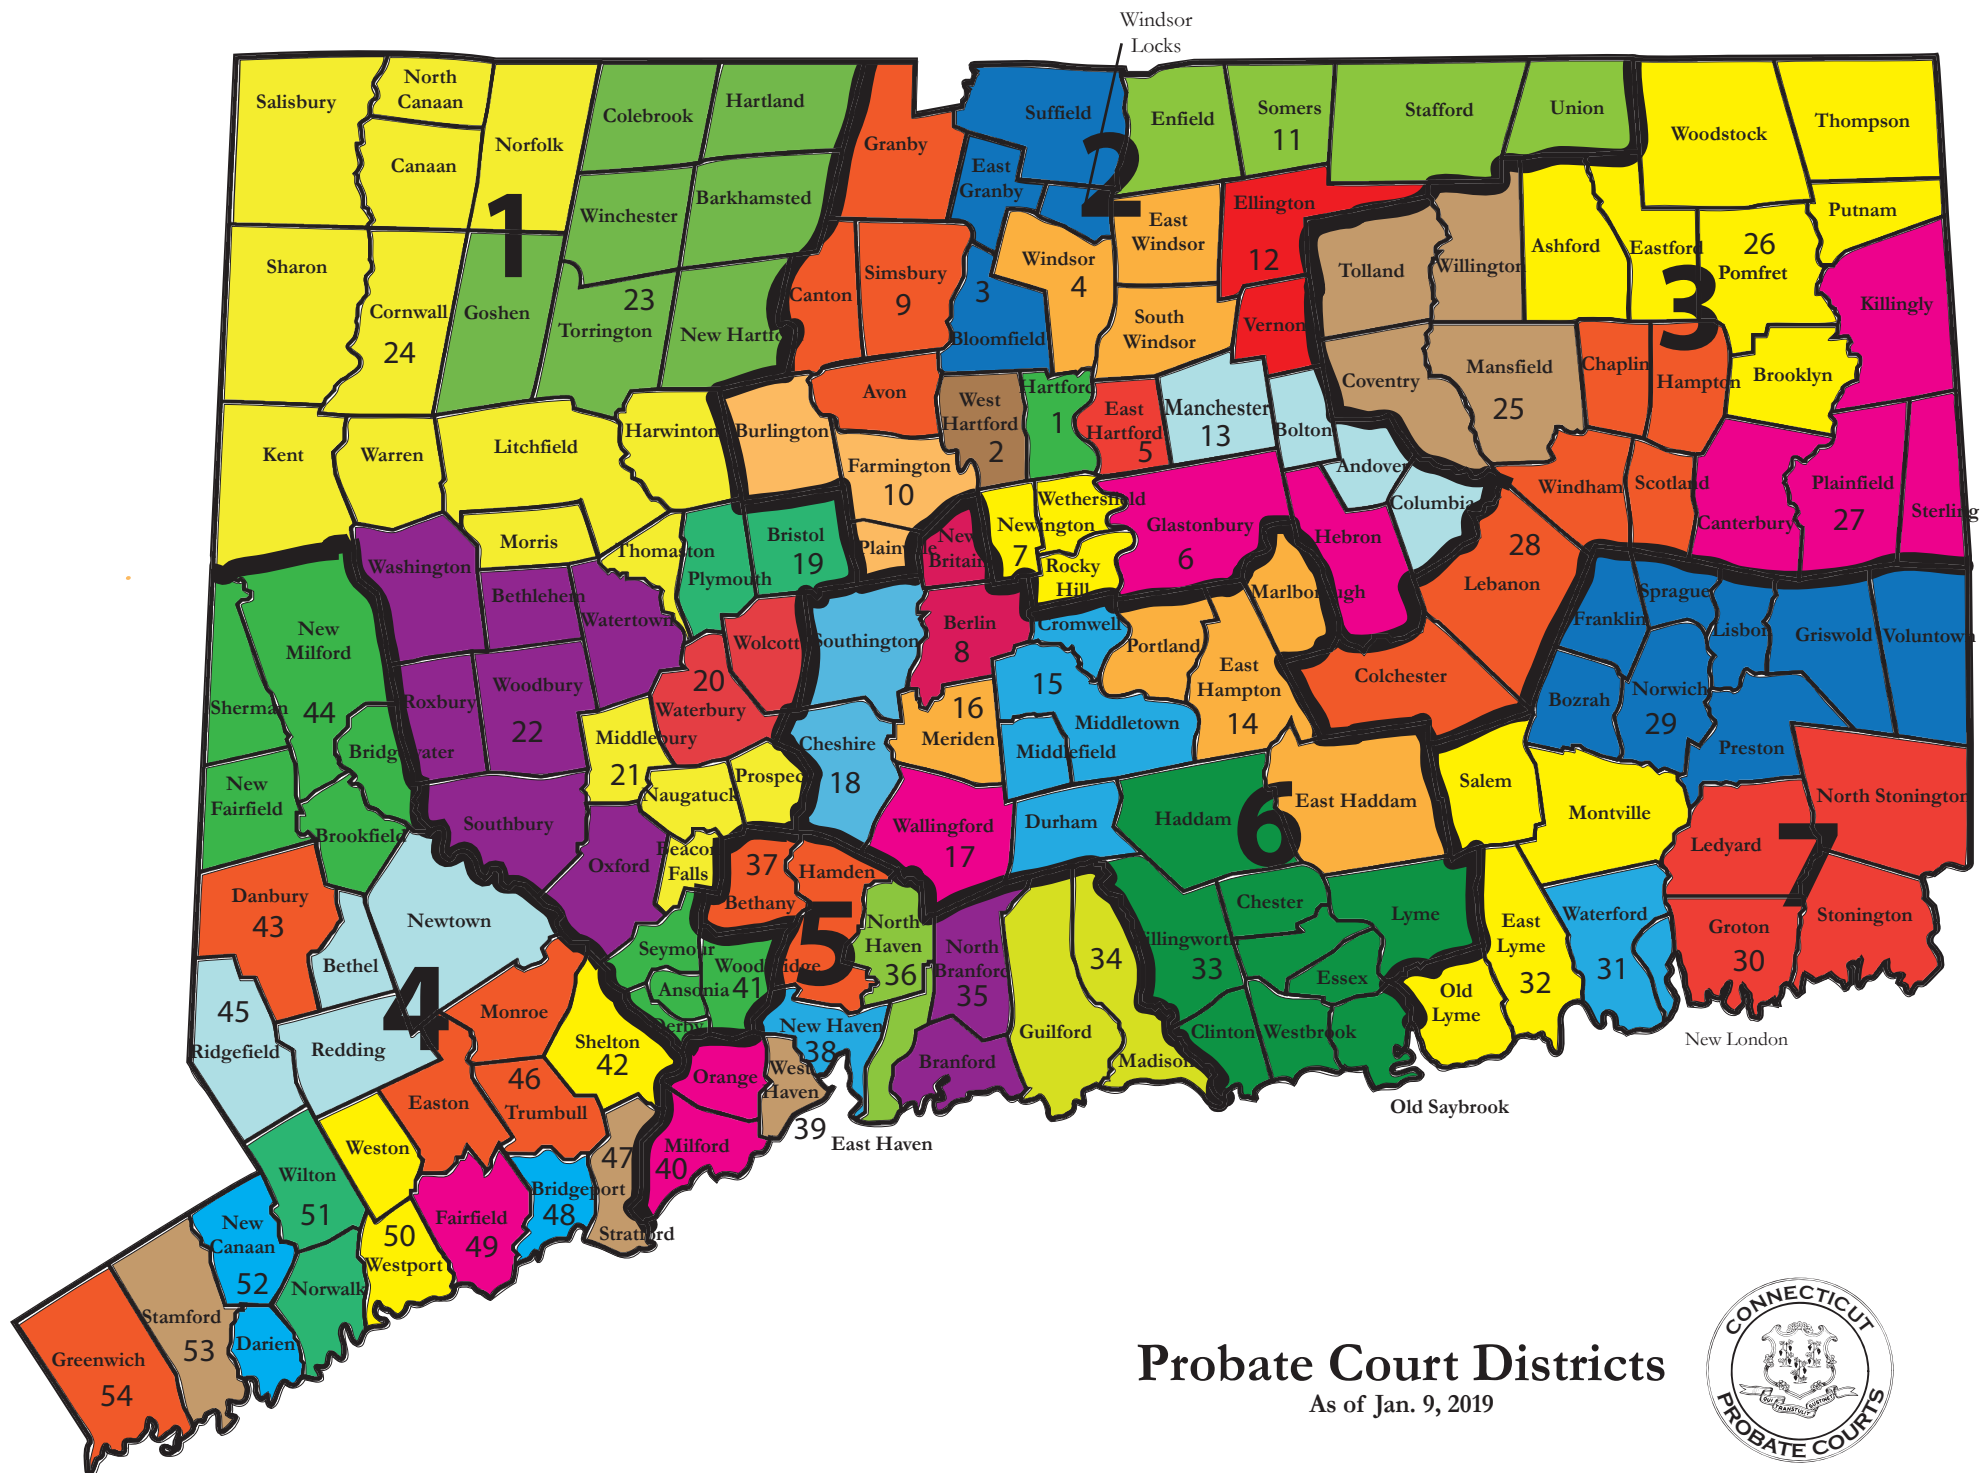 Windsor
Locks
Salisbury
North
Canaan
Canaan
Norfolk
Colebrook
Hartland
Granby
Suffield
Enfield
Somers
11
Stafford
Union
Woodstock
Thompson
1
Winchester
Barkhamsted
East
Granby
2
East
Windsor
Ellington
12
Putnam
Sharon
Cornwall
24
Goshen
23
Torrington
New Hartfo
Canton
Simsbury
9
3
Bloomfield
Windsor
4
South
Windsor
Vernon
Tolland
Willington
Ashford
Eastford
26
Pomfret
3
Killingly
Kent
Warren
Litchfield
Harwinton
Burlington
Avon
West
Hartford
2
Hartford
1
East
Hartford
5
Manchester
13
Bolton
Coventry
Mansfield
25
Chaplin
Hampton
Brooklyn
Farmington
10
Andover
Columbia
Windham
Scotland
Canterbury
Plainfield
27
Sterling
Washington
Morris
Thomaston
Plymouth
Bristol
19
Plainville
New
Britain
Newington
7
Wethersfield
Rocky
Hill
Glastonbury
6
Hebron
Marlborough
28
Lebanon
Bethlehem
Watertown
New
Milford
Sherman
44
Bridgewater
Roxbury
Woodbury
22
20
Waterbury
Wolcott
Southington
Berlin
8
Cromwell
Portland
East
Hampton
14
Colchester
Franklin
Sprague
Lisbon
Griswold
Voluntown
Bozrah
Norwich
29
Preston
15
Middletown
Middlefield
16
Meriden
Cheshire
18
Middlebury
21
Naugatuck
Prospec
New
Fairfield
Brookfield
Southbury
Oxford
Beacon
Falls
37
Bethany
Hamden
Wallingford
17
Durham
Haddam
6
East Haddam
Salem
Montville
North Stonington
Ledyard
7
Danbury
43
Bethel
Newtown
Seymour
Ansonia
Derby
Woodbridge
41
5
North
Haven
36
North
Branford
35
34
Killingworth
33
Chester
Lyme
Essex
East
Lyme
32
Waterford
31
Groton
30
Stonington
New London
45
Ridgefield
Redding
4
Monroe
Shelton
42
Orange
New Haven
38
West
Haven
39
East Haven
Branford
Guilford
Madison
Clinton
Westbrook
Old Saybrook
Old
Lyme
Easton
46
Trumbull
47
Stratford
Milford
40
Weston
Wilton
51
Bridgeport
48
Fairfield
49
50
Westport
New
Canaan
52
Norwalk
Darien
Stamford
53
Greenwich
54
Probate Court Districts
As of Jan. 9, 2019
CONNECTICUT
PROBATE COURTS
QUI TRANSTULIT SUSTINET